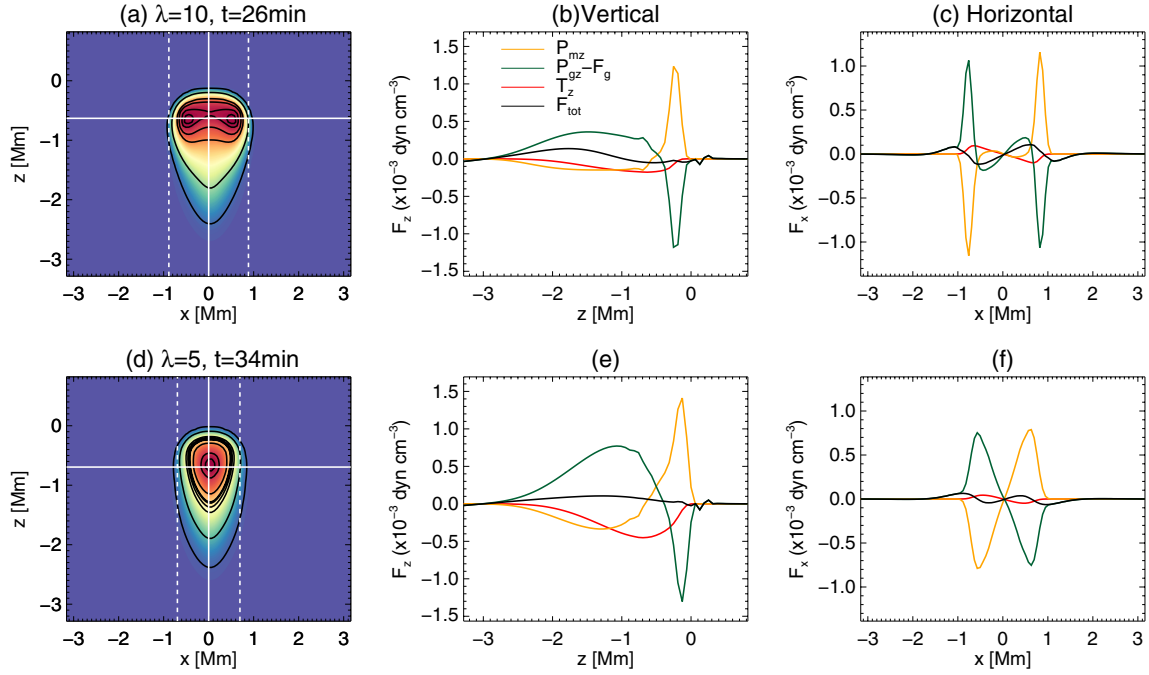 (a) λ=10, t=26min
(b)Vertical
(c) Horizontal
z [Mm]
0
−1
−2
−3
−3 −2 −1 0 1 2 3
x [Mm]
F_z (x10⁻³ dyn cm⁻³)
1.5
1.0
0.5
0.0
−0.5
−1.0
−1.5
P_mz
P_gz−F_g
T_z
F_tot
−3 −2 −1 0
z [Mm]
F_x (x10⁻³ dyn cm⁻³)
1.0
0.5
0.0
−0.5
−1.0
−3 −2 −1 0 1 2 3
x [Mm]
(d) λ=5, t=34min
(e)
(f)
z [Mm]
0
−1
−2
−3
−3 −2 −1 0 1 2 3
x [Mm]
F_z (x10⁻³ dyn cm⁻³)
1.5
1.0
0.5
0.0
−0.5
−1.0
−1.5
−3 −2 −1 0
z [Mm]
F_x (x10⁻³ dyn cm⁻³)
1.0
0.5
0.0
−0.5
−1.0
−3 −2 −1 0 1 2 3
x [Mm]